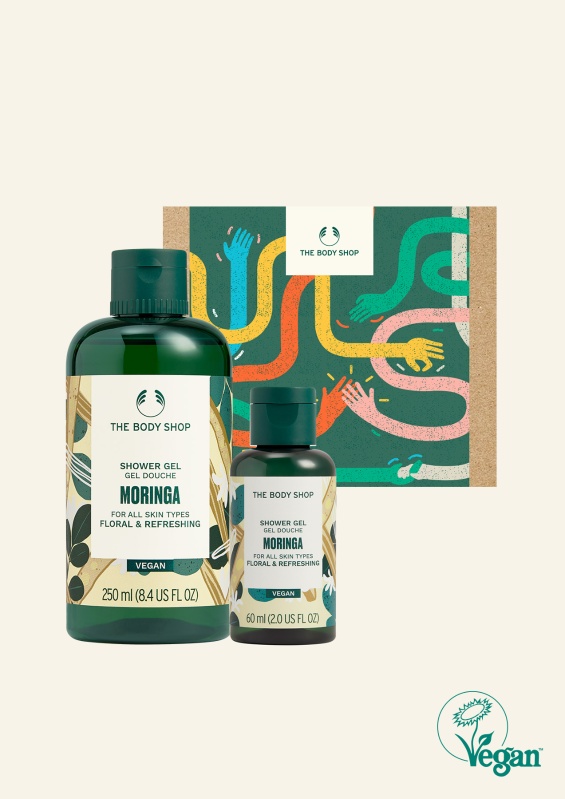 THE BODY SHOP
THE BODY SHOP
SHOWER GEL
GEL DOUCHE
MORINGA
FOR ALL SKIN TYPES
FLORAL & REFRESHING
VEGAN
250 ml (8.4 US FL OZ)
THE BODY SHOP
SHOWER GEL
GEL DOUCHE
MORINGA
FOR ALL SKIN TYPES
FLORAL & REFRESHING
VEGAN
60 ml (2.0 US FL OZ)
Vegan™